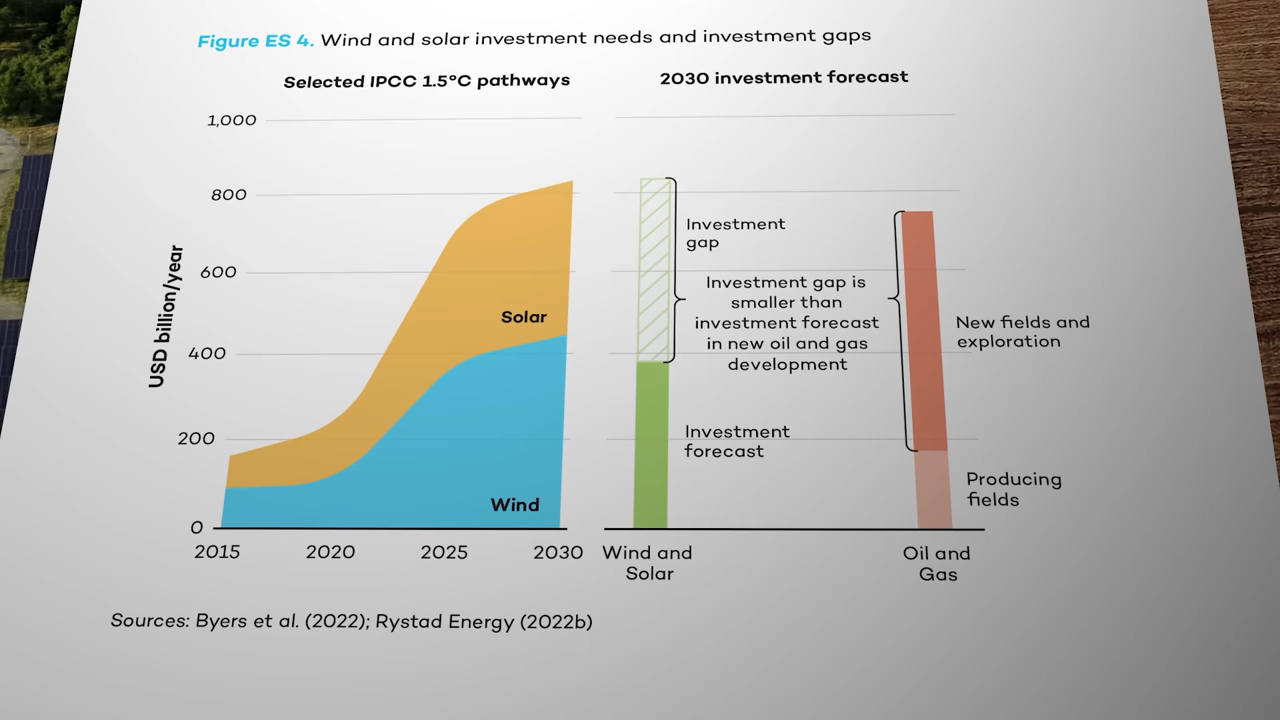 Figure ES 4. Wind and solar investment needs and investment gaps
Selected IPCC 1.5°C pathways
2030 investment forecast
1,000
800
600
400
200
0
USD billion/year
Solar
Wind
2015 2020 2025 2030
Investment
gap
Investment gap is
smaller than
investment forecast
in new oil and gas
development
Investment
forecast
New fields and
exploration
Producing
fields
Wind and
Solar
Oil and
Gas
Sources: Byers et al. (2022); Rystad Energy (2022b)